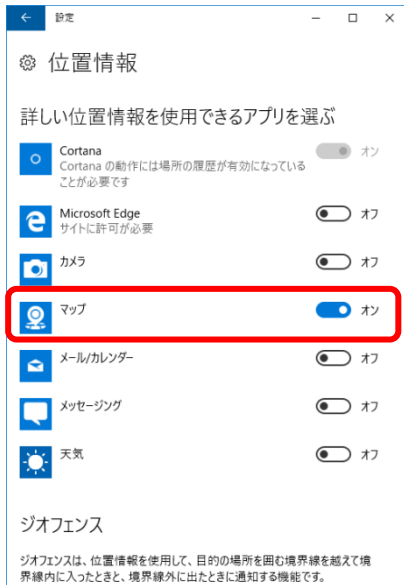 設定
位置情報
詳しい位置情報を使用できるアプリを選ぶ
Cortana
オン
Cortana の動作には場所の履歴が有効になっている
ことが必要です
Microsoft Edge
オフ
サイトに許可が必要
カメラ
オフ
マップ
オン
メール/カレンダー
オフ
メッセージング
オフ
天気
オフ
ジオフェンス
ジオフェンスは、位置情報を使用して、目的の場所を囲む境界線を越えて境
界線内に入ったときと、境界線外に出たときに通知する機能です。